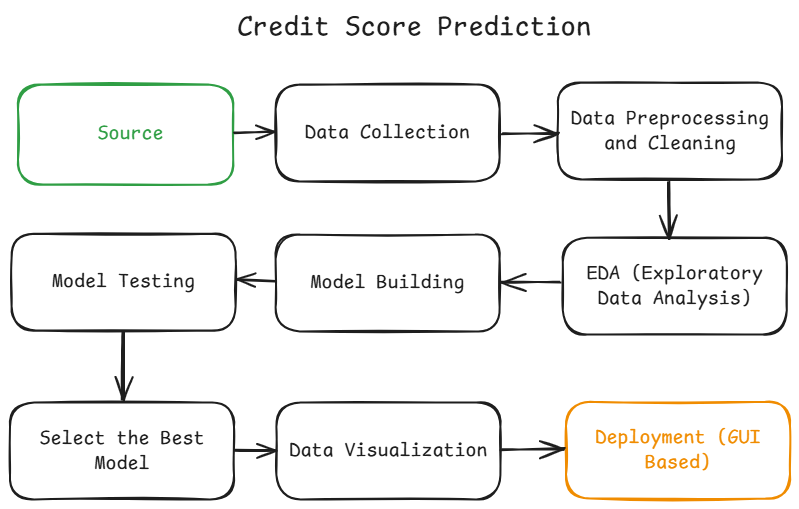 Credit Score Prediction
Source
Data Collection
Data Preprocessing
and Cleaning
Model Testing
Model Building
EDA (Exploratory
Data Analysis)
Select the Best
Model
Data Visualization
Deployment (GUI
Based)